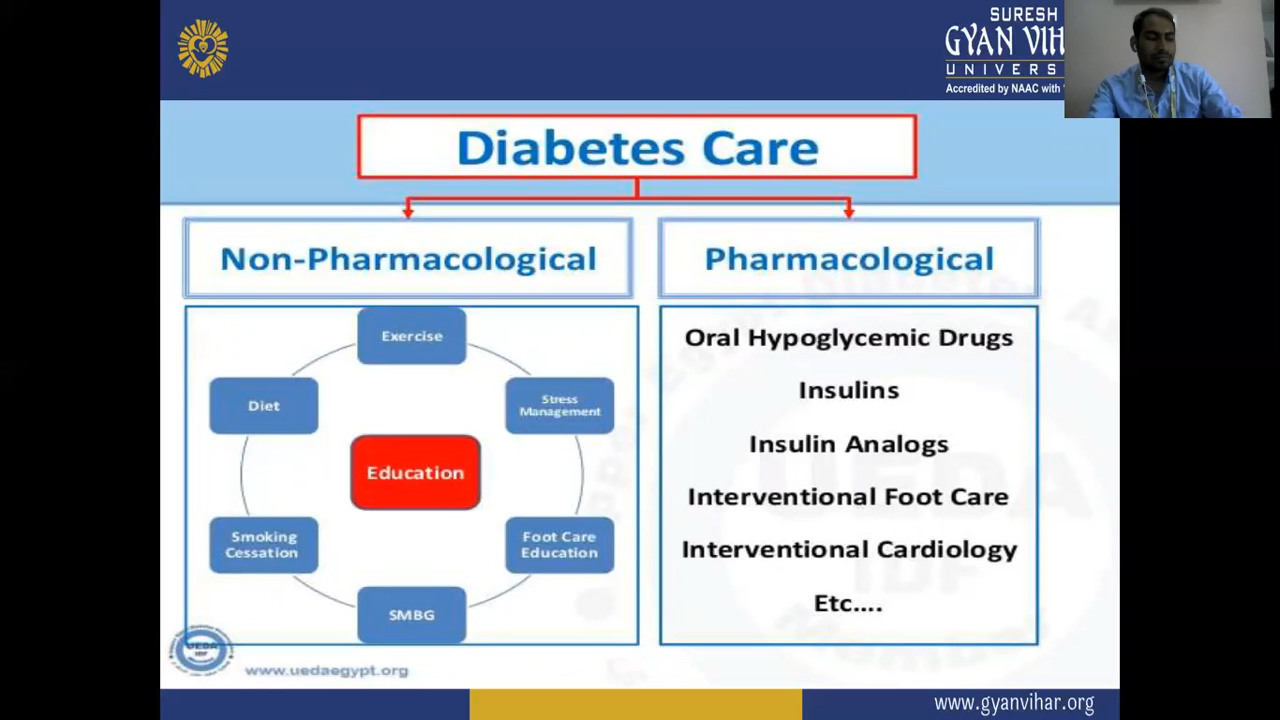 SURESH
GYAN VIH
UNIVERS
Accredited by NAAC with
Diabetes Care
Non-Pharmacological
Pharmacological
Exercise
Diet
Stress
Management
Education
Smoking
Cessation
Foot Care
Education
SMBG
Oral Hypoglycemic Drugs
Insulins
Insulin Analogs
Interventional Foot Care
Interventional Cardiology
Etc....
UEDA
IDF
www.uedaegypt.org
www.gyanvihar.org